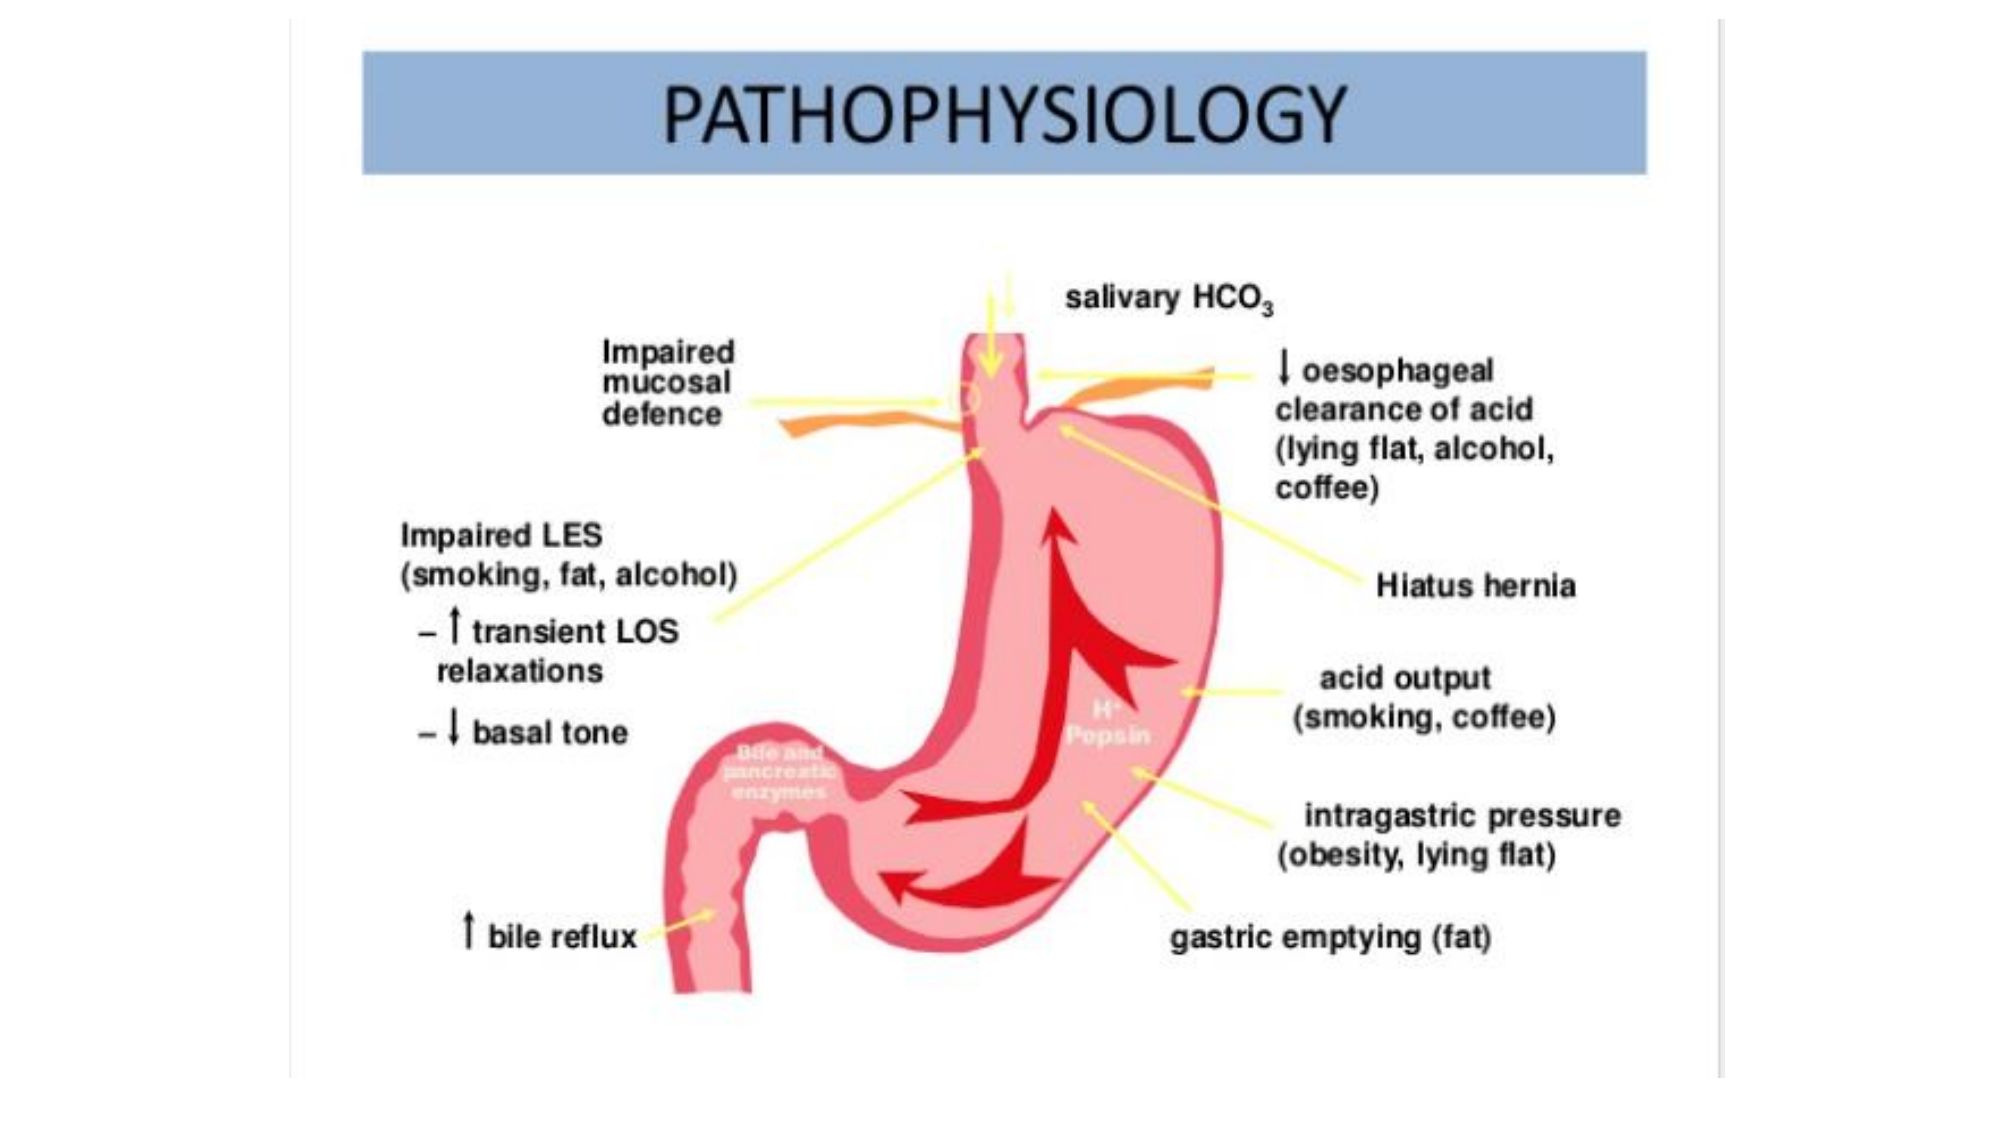 PATHOPHYSIOLOGY
salivary HCO₃
Impaired
mucosal
defence
↓ oesophageal
clearance of acid
(lying flat, alcohol,
coffee)
Impaired LES
(smoking, fat, alcohol)
– ↑ transient LOS
relaxations
– ↓ basal tone
Hiatus hernia
acid output
(smoking, coffee)
H⁺
Pepsin
Bile and
pancreatic
enzymes
intragastric pressure
(obesity, lying flat)
↑ bile reflux
gastric emptying (fat)